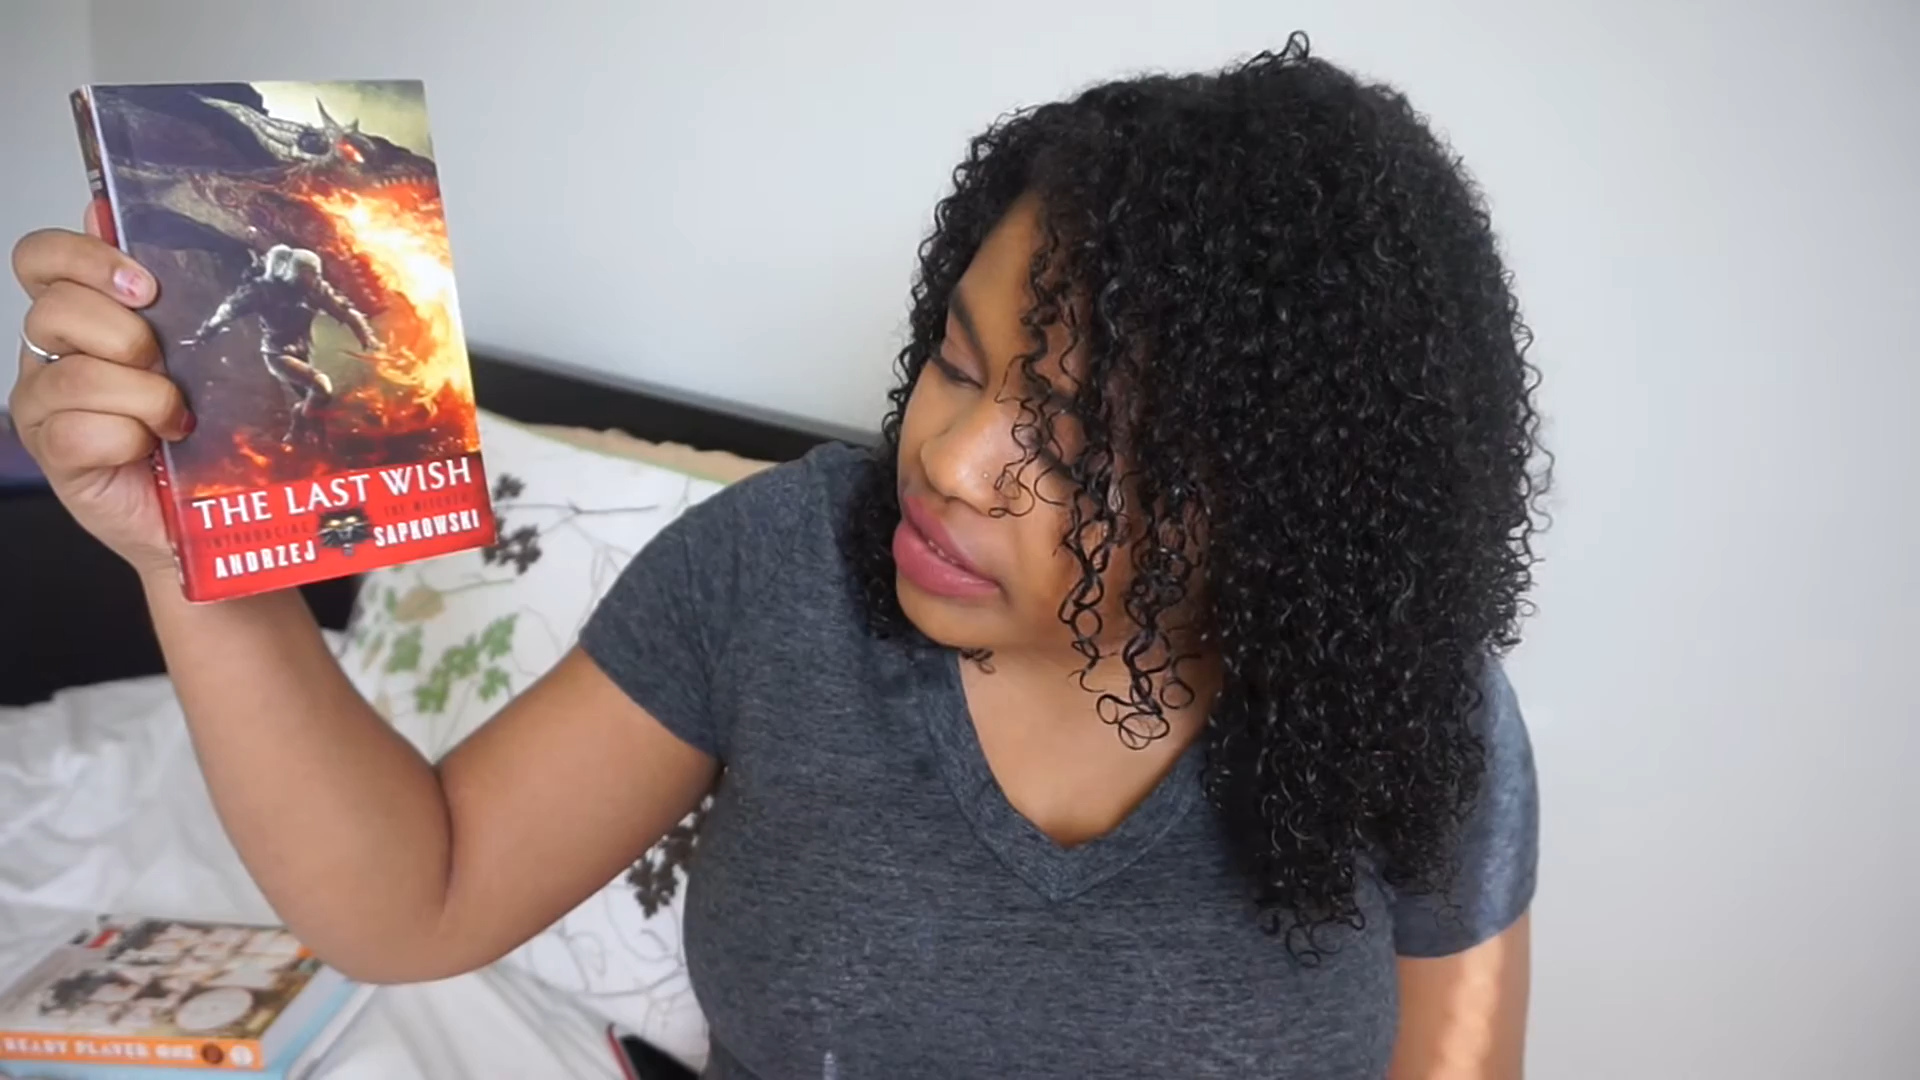 THE LAST WISH
INTRODUCING THE WITCHER
ANDRZEJ SAPKOWSKI
READY PLAYER ONE